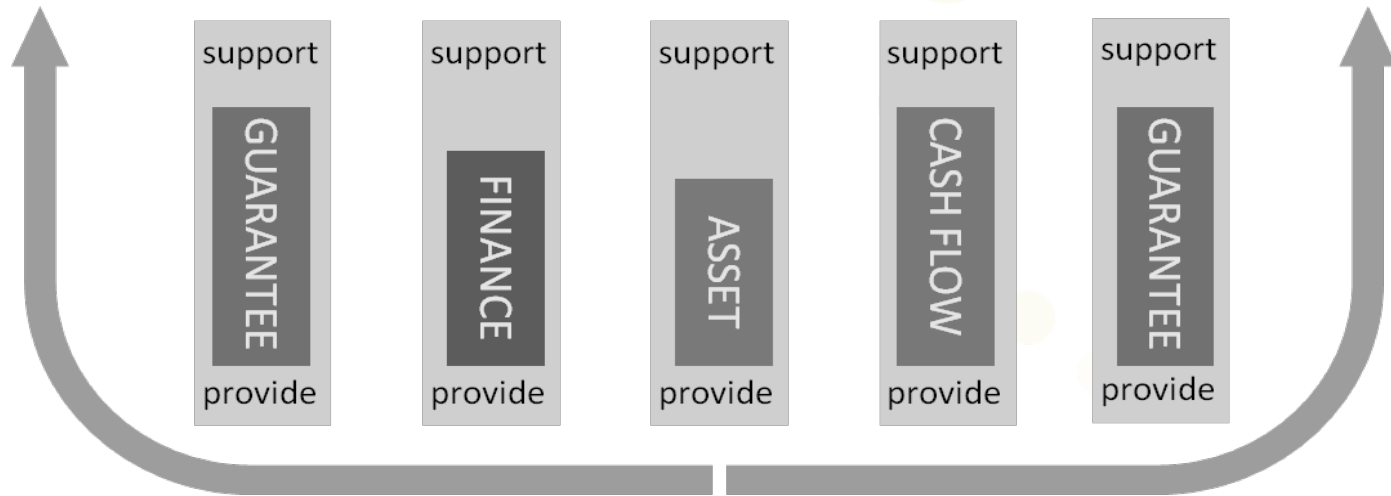 support
GUARANTEE
provide
support
FINANCE
provide
support
ASSET
provide
support
CASH FLOW
provide
support
GUARANTEE
provide